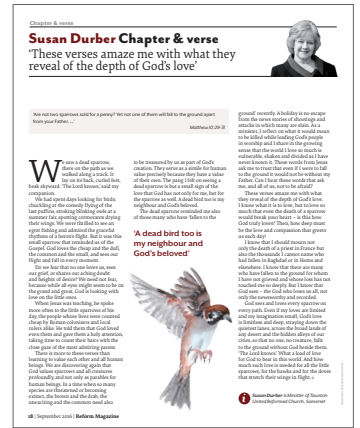 Chapter & verse
Susan Durber Chapter & verse
‘These verses amaze me with what they
reveal of the depth of God’s love’
‘Are not two sparrows sold for a penny? Yet not one of them will fall to the ground apart
from your Father. ...’
Matthew 10: 29-31
We saw a dead sparrow,
there on the path as we
walked along a track. It
lay on its back, curled feet,
beak skyward. ‘The Lord knows,’ said my
companion.
We had spent days looking for birds;
chuckling at the comedy flying of the
last puffins, stroking blinking owls at a
summer fair, spotting cormorants drying
their wings. We were thrilled to see an
egret fishing and admired the graceful
rhythms of a heron’s flight. But it was this
small sparrow that reminded us of the
Gospel. God loves the cheap and the dull,
the common and the small, and sees our
flight and fall in every moment.
Do we fear that no one loves us, sees
our grief, or shares our aching doubt
and heights of desire? We need not fear,
because while all eyes might seem to be on
the grand and great, God is looking with
love on the little ones.
When Jesus was teaching, he spoke
more often to the little sparrows of his
day, the people whose lives were counted
cheap by Roman colonisers and local
rulers alike. He told them that God loved
even them and gave them a holy attention,
taking time to count their hairs with the
close gaze of the most admiring parent.
There is more to these verses than
learning to value each other and all human
beings. We are discovering again that
God values sparrows and all creatures
profoundly, and not only as parables for
human beings. In a time when so many
species are threatened or becoming
extinct, the brown and the drab, the
unexciting and the common need also
to be measured by us as part of God’s
creation. They serve as a simile for human
value precisely because they have a value
of their own. The pang I felt on seeing a
dead sparrow is but a small sign of the
love that God has not only for me, but for
the sparrow as well. A dead bird too is my
neighbour and God’s beloved.
The dead sparrow reminded me also
of those many who have ‘fallen to the
‘A dead bird too is
my neighbour and
God’s beloved’
ground’ recently. A holiday is no escape
from the news stories of shootings and
attacks in which many are slain. As a
minister, I reflect on what it would mean
to be killed while leading God’s people
in worship and I share in the growing
sense that the world I love so much is
vulnerable, shaken and divided as I have
never known it. These words from Jesus
ask me to trust that even if I were to fall
to the ground it would not be without my
Father. Can I hear these words that ask
me, and all of us, not to be afraid?
These verses amaze me with what
they reveal of the depth of God’s love.
I know what it is to love, but to love so
much that even the death of a sparrow
would break your heart – is this how
God truly loves? Then, how deep must
be the love and compassion that greets
us each day!
I know that I should mourn not
only the death of a priest in France but
also the thousands I cannot name who
had fallen in Baghdad or in Homs and
elsewhere. I know that there are many
who have fallen to the ground for whom
I have not grieved and whose loss has not
touched me so deeply. But I know that
God sees – the God who loves us all, not
only the newsworthy and recorded.
God sees and loves every sparrow on
every path. Even if my loves are limited
and my imagination small, God’s love
is limitless and deep, straying down the
quietest lanes, across the broad lands of
any desert and the hidden alleys of our
cities, so that no one, no creature, falls
to the ground without God beside them.
‘The Lord knows.’ What a load of love
for God to bear in this world. And how
much such love is needed for all the little
sparrows, for the hawks and for the doves
that stretch their wings in flight.
Susan Durber is Minister of Taunton
United Reformed Church, Somerset
18 | September 2016 | Reform Magazine